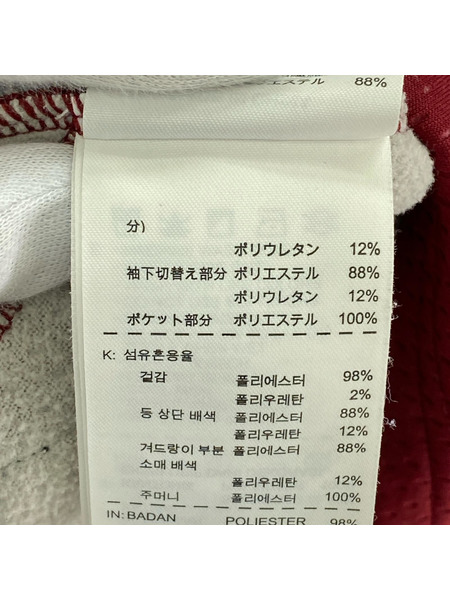 エステル 88%
分)
ポリウレタン 12%
袖下切替え部分 ポリエステル 88%
ポリウレタン 12%
ポケット部分 ポリエステル 100%
K: 섬유혼용율
겉감 폴리에스터 98%
폴리우레탄 2%
등 상단 배색 폴리에스터 88%
폴리우레탄 12%
겨드랑이 부분 폴리에스터 88%
소매 배색
폴리우레탄 12%
주머니 폴리에스터 100%
IN: BADAN POLIESTER 98%